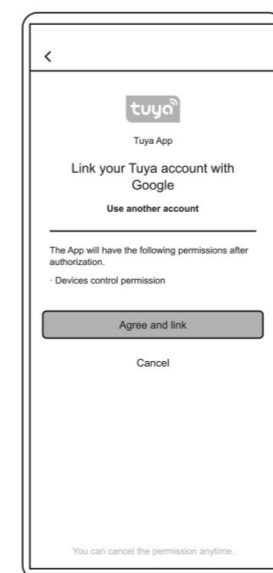 tuya
Tuya App
Link your Tuya account with
Google
Use another account
The App will have the following permissions after
authorization.
· Devices control permission
Agree and link
Cancel
You can cancel the permission anytime.